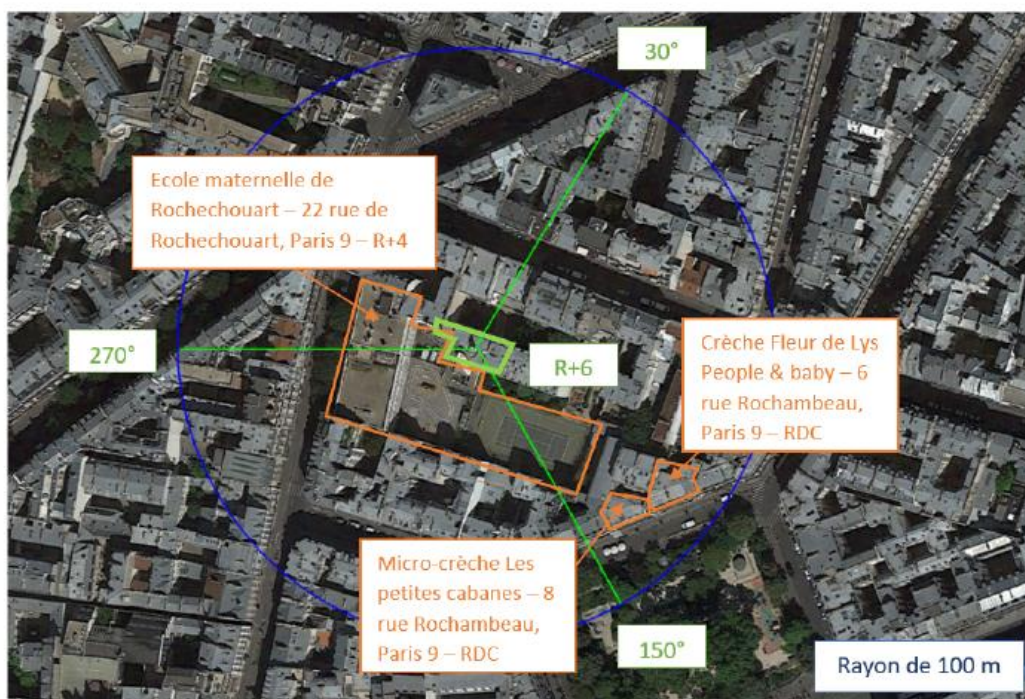 30°
Ecole maternelle de
Rochechouart – 22 rue de
Rochechouart, Paris 9 – R+4
270°
R+6
Crèche Fleur de Lys
People & baby – 6
rue Rochambeau,
Paris 9 – RDC
Micro-crèche Les
petites cabanes – 8
rue Rochambeau,
Paris 9 – RDC
150°
Rayon de 100 m